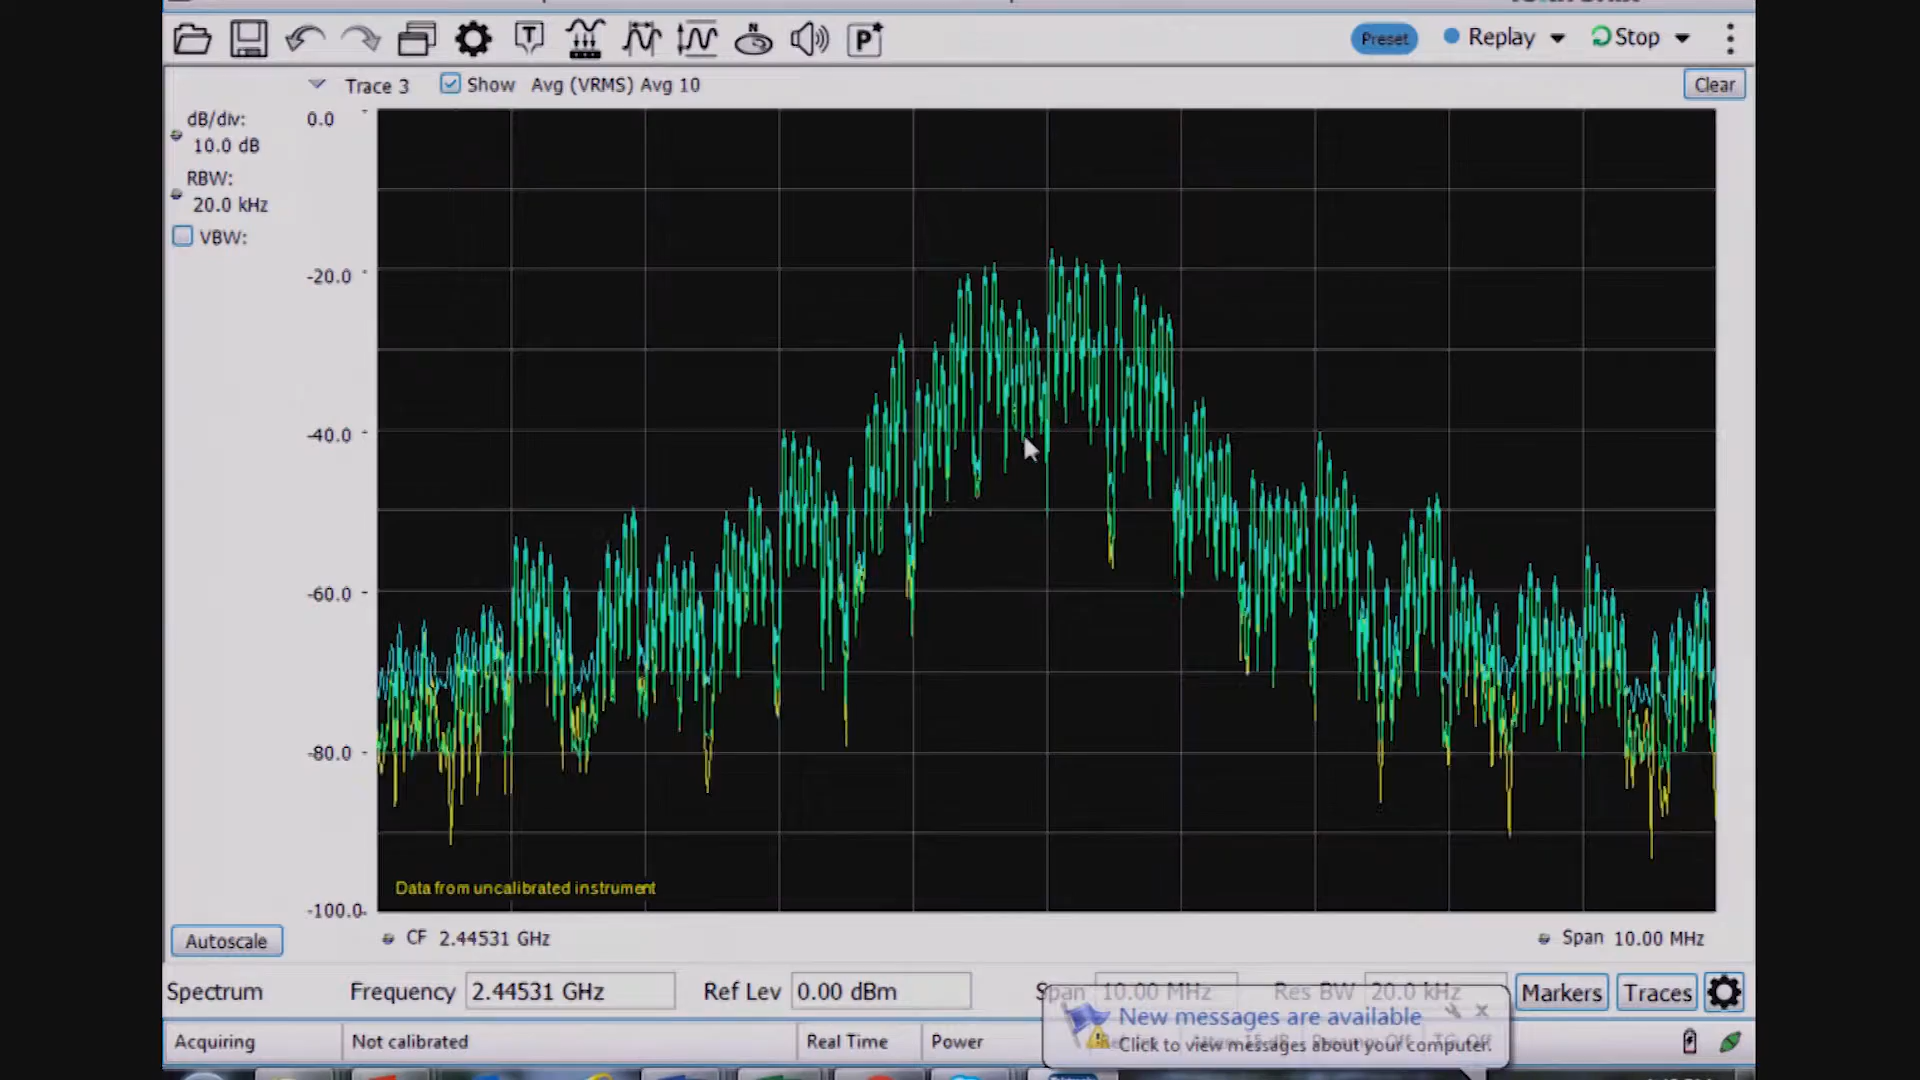 Preset
Replay
Stop
Trace 3
Show
Avg (VRMS) Avg 10
Clear
dB/div:
10.0 dB
RBW:
20.0 kHz
VBW:
0.0
-20.0
-40.0
-60.0
-80.0
-100.0
Data from uncalibrated instrument
Autoscale
CF 2.44531 GHz
Span 10.00 MHz
Spectrum
Frequency 2.44531 GHz
Ref Lev 0.00 dBm
Span 10.00 MHz
Res BW 20.0 kHz
Markers
Traces
New messages are available
Click to view messages about your computer.
Acquiring
Not calibrated
Real Time
Power